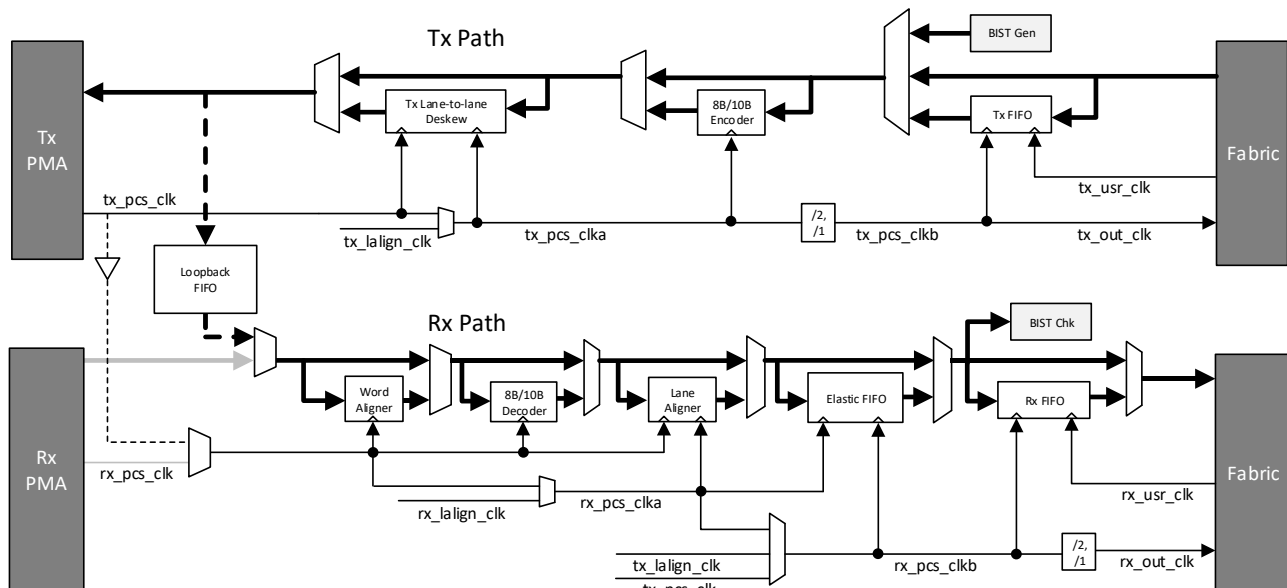 Tx Path
BIST Gen
Tx
PMA
Tx Lane-to-lane
Deskew
8B/10B
Encoder
Tx FIFO
Fabric
tx_pcs_clk
tx_usr_clk
tx_lalign_clk
tx_pcs_clka
/2,
/1
tx_pcs_clkb
tx_out_clk
Loopback
FIFO
Rx Path
BIST Chk
Rx
PMA
Word
Aligner
8B/10B
Decoder
Lane
Aligner
Elastic FIFO
Rx FIFO
Fabric
rx_pcs_clk
rx_lalign_clk
rx_pcs_clka
rx_usr_clk
tx_lalign_clk
tx_pcs_clk
rx_pcs_clkb
/2,
/1
rx_out_clk